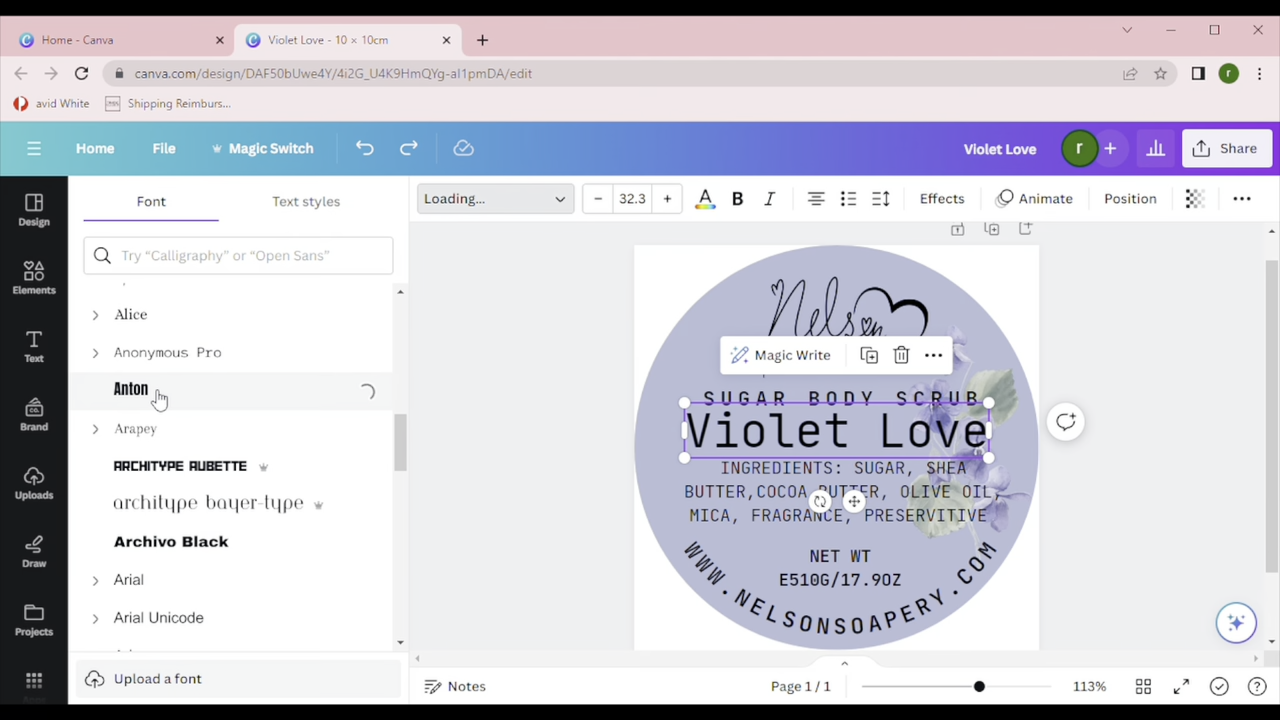 Home - Canva
Violet Love - 10 × 10cm
canva.com/design/DAF50bUwe4Y/4i2G_U4K9HmQYg-aI1pmDA/edit
r
avid White
Shipping Reimburs...
Home
File
Magic Switch
Violet Love
r
Share
Design
Elements
Text
Brand
Uploads
Draw
Projects
Font
Text styles
Try “Calligraphy” or “Open Sans”
Alice
Anonymous Pro
Anton
Arapey
ARCHITYPE AUBETTE
architype bayer-type
Archivo Black
Arial
Arial Unicode
Upload a font
Loading...
32.3
A
B
I
Effects
Animate
Position
Nelson
Magic Write
SUGAR BODY SCRUB
Violet Love
INGREDIENTS: SUGAR, SHEA
BUTTER,COCOA BUTTER, OLIVE OIL,
MICA, FRAGRANCE, PRESERVITIVE
NET WT
E510G/17.9OZ
WWW.NELSONSOAPERY.COM
Notes
Page 1 / 1
113%